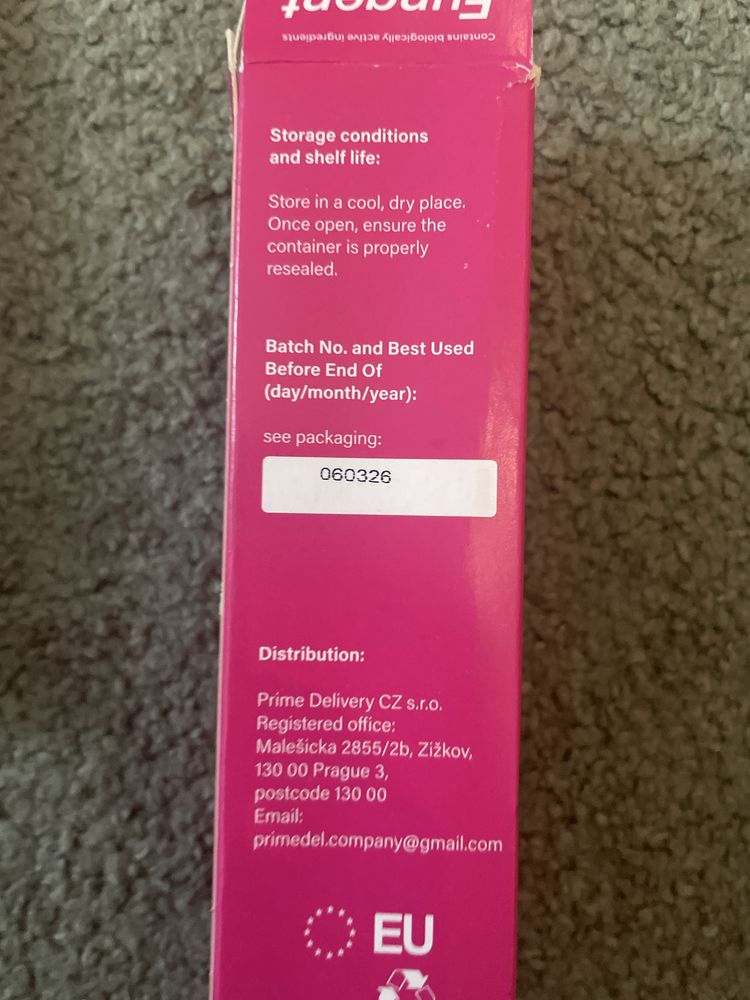 Fungent
Contains biologically active ingredients
Storage conditions
and shelf life:
Store in a cool, dry place.
Once open, ensure the
container is properly
resealed.
Batch No. and Best Used
Before End Of
(day/month/year):
see packaging:
060326
Distribution:
Prime Delivery CZ s.r.o.
Registered office:
Malešicka 2855/2b, Zižkov,
130 00 Prague 3,
postcode 130 00
Email:
primedel.company@gmail.com
EU